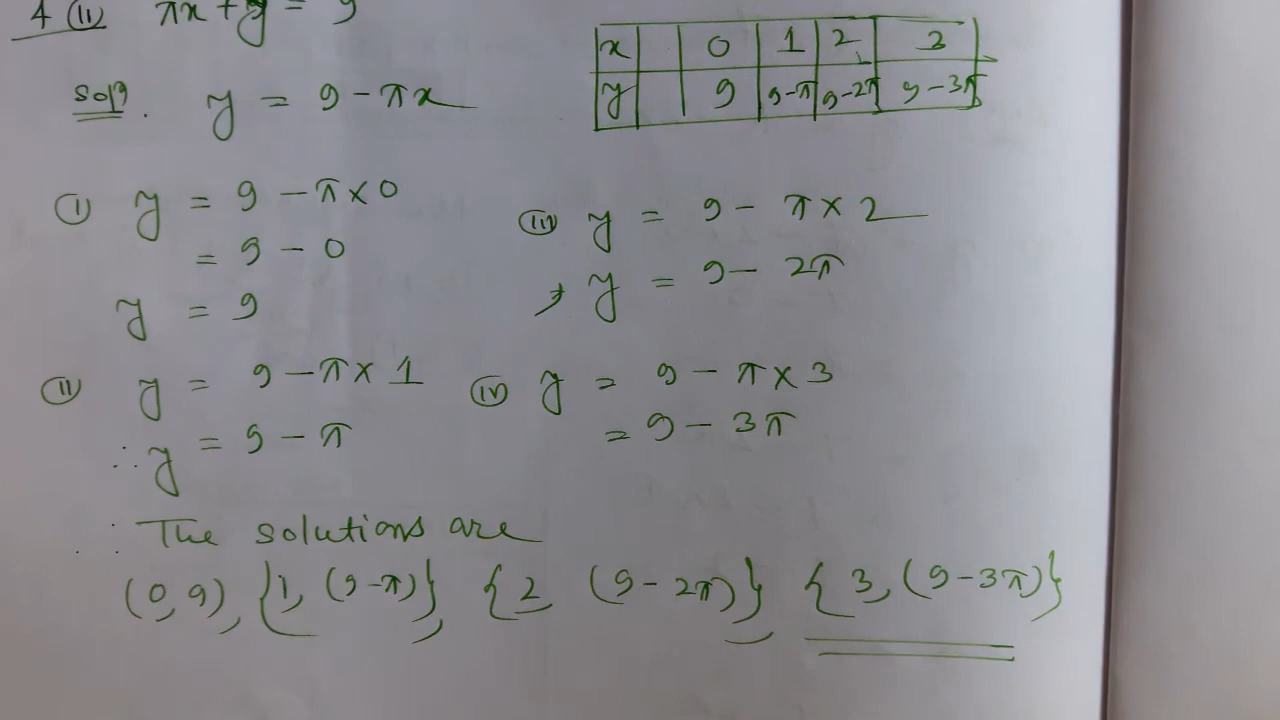 4 (ii) πx + y = 9
x 0 1 2 3
y 9 9-π 9-2π 9-3π
Soln. y = 9 - πx
(i) y = 9 - π × 0
= 9 - 0
y = 9
(ii) y = 9 - π × 1
∴ y = 9 - π
(iii) y = 9 - π × 2
, y = 9 - 2π
(iv) y = 9 - π × 3
= 9 - 3π
∴ The solutions are
(0, 9), {1, (9-π)}, {2, (9-2π)}, {3, (9-3π)}